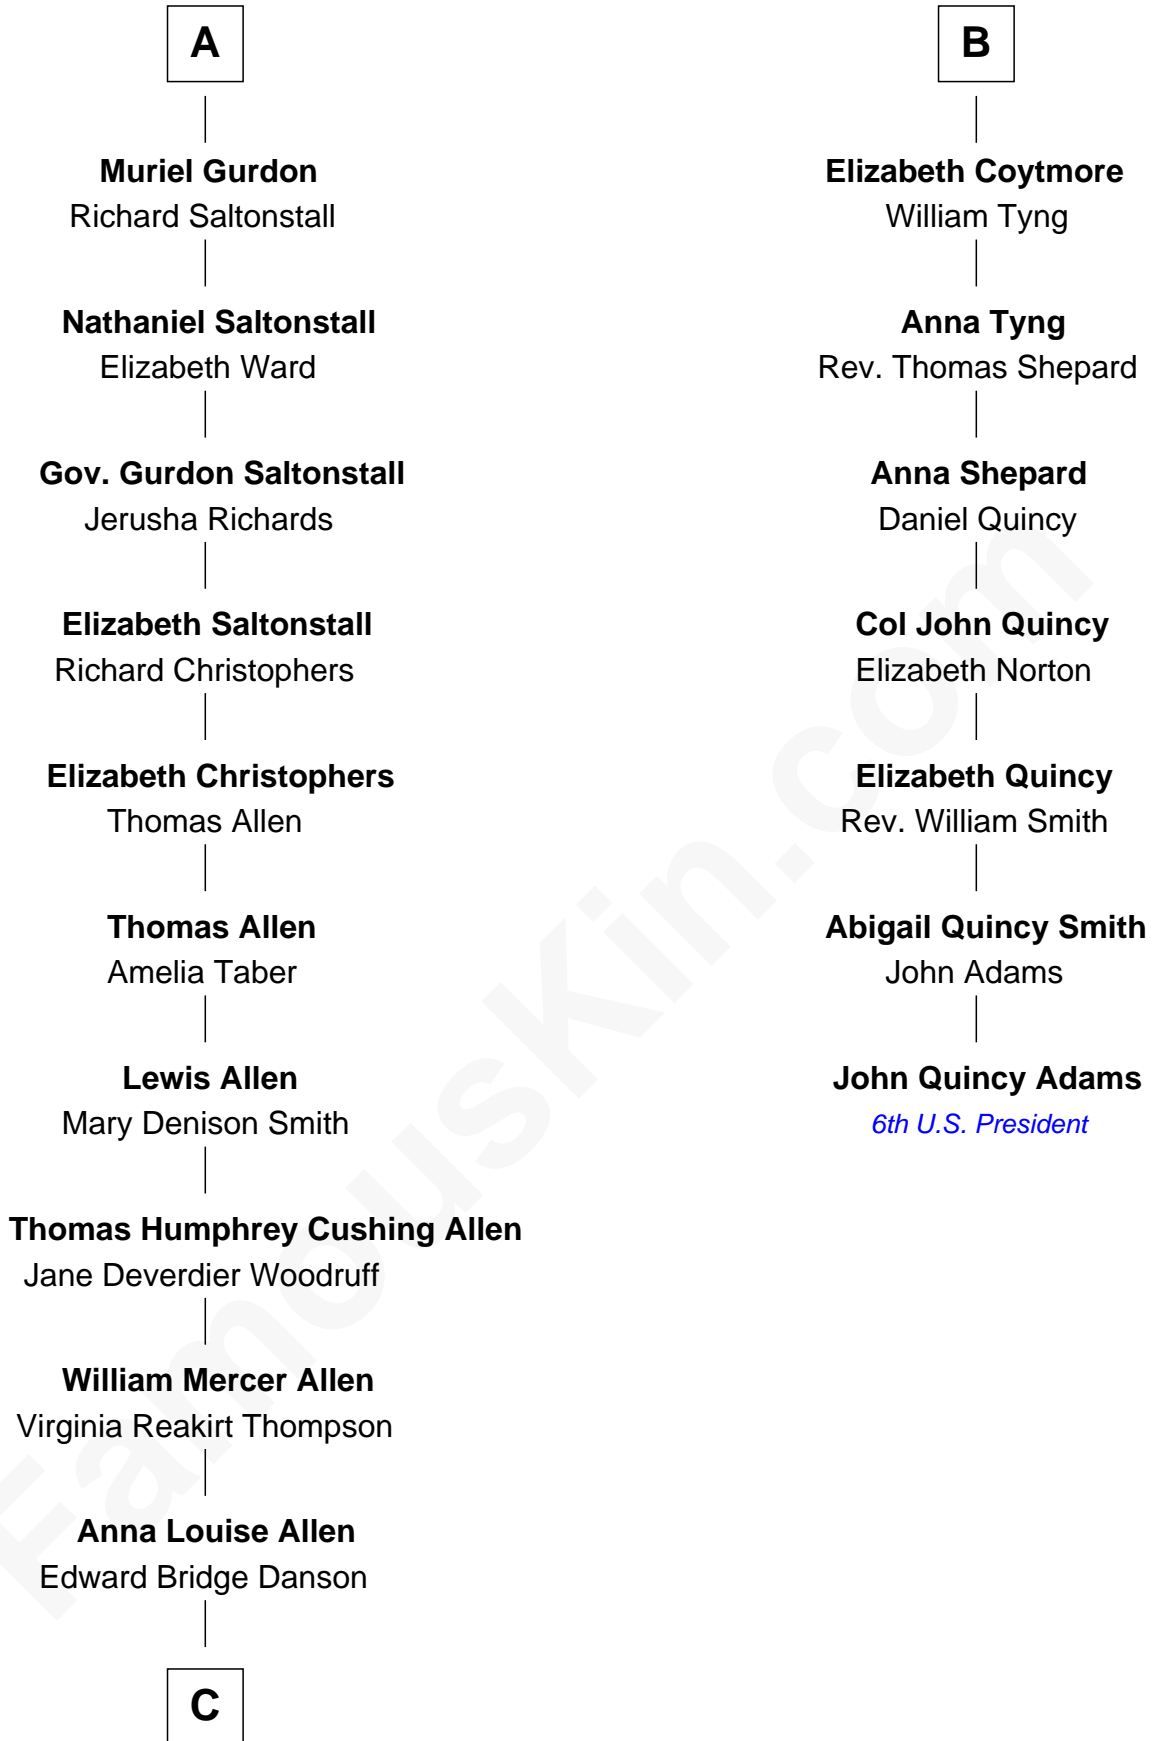 A
Muriel Gurdon
Richard Saltonstall
Nathaniel Saltonstall
Elizabeth Ward
Gov. Gurdon Saltonstall
Jerusha Richards
Elizabeth Saltonstall
Richard Christophers
Elizabeth Christophers
Thomas Allen
Thomas Allen
Amelia Taber
Lewis Allen
Mary Denison Smith
Thomas Humphrey Cushing Allen
Jane Deverdier Woodruff
William Mercer Allen
Virginia Reakirt Thompson
Anna Louise Allen
Edward Bridge Danson
C
B
Elizabeth Coytmore
William Tyng
Anna Tyng
Rev. Thomas Shepard
Anna Shepard
Daniel Quincy
Col John Quincy
Elizabeth Norton
Elizabeth Quincy
Rev. William Smith
Abigail Quincy Smith
John Adams
John Quincy Adams
6th U.S. President
FamousKin.com